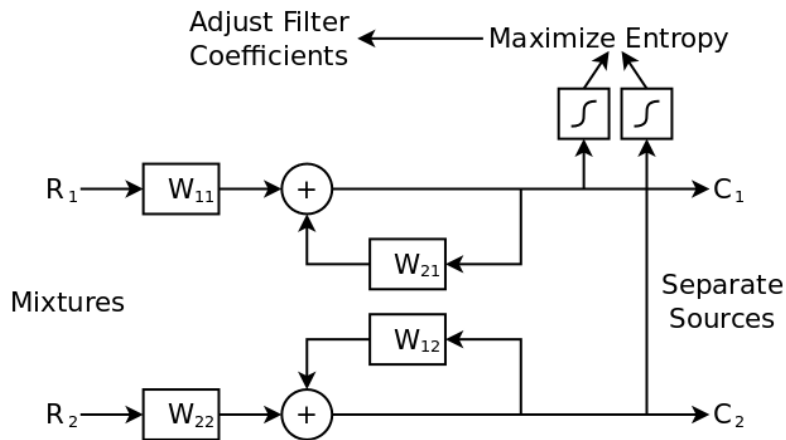 Adjust Filter
Coefficients
Maximize Entropy
R1
W11
+
C1
W21
Mixtures
Separate
Sources
W12
R2
W22
+
C2